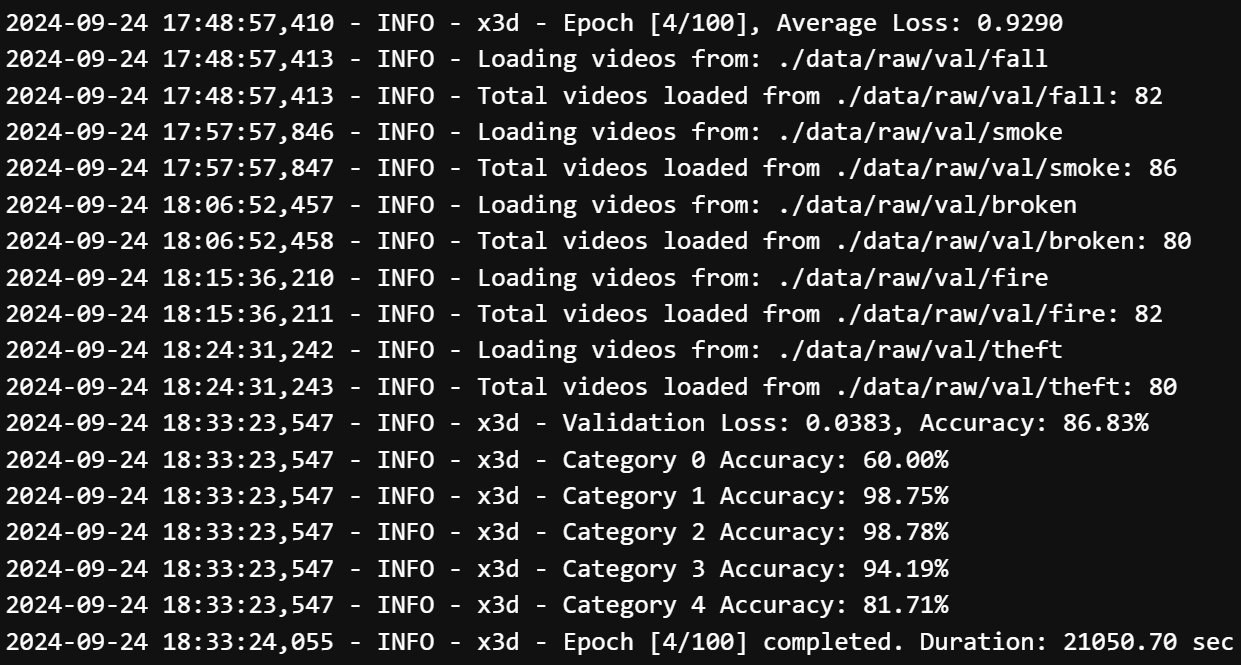 2024-09-24 17:48:57,410 - INFO - x3d - Epoch [4/100], Average Loss: 0.9290
2024-09-24 17:48:57,413 - INFO - Loading videos from: ./data/raw/val/fall
2024-09-24 17:48:57,413 - INFO - Total videos loaded from ./data/raw/val/fall: 82
2024-09-24 17:57:57,846 - INFO - Loading videos from: ./data/raw/val/smoke
2024-09-24 17:57:57,847 - INFO - Total videos loaded from ./data/raw/val/smoke: 86
2024-09-24 18:06:52,457 - INFO - Loading videos from: ./data/raw/val/broken
2024-09-24 18:06:52,458 - INFO - Total videos loaded from ./data/raw/val/broken: 80
2024-09-24 18:15:36,210 - INFO - Loading videos from: ./data/raw/val/fire
2024-09-24 18:15:36,211 - INFO - Total videos loaded from ./data/raw/val/fire: 82
2024-09-24 18:24:31,242 - INFO - Loading videos from: ./data/raw/val/theft
2024-09-24 18:24:31,243 - INFO - Total videos loaded from ./data/raw/val/theft: 80
2024-09-24 18:33:23,547 - INFO - x3d - Validation Loss: 0.0383, Accuracy: 86.83%
2024-09-24 18:33:23,547 - INFO - x3d - Category 0 Accuracy: 60.00%
2024-09-24 18:33:23,547 - INFO - x3d - Category 1 Accuracy: 98.75%
2024-09-24 18:33:23,547 - INFO - x3d - Category 2 Accuracy: 98.78%
2024-09-24 18:33:23,547 - INFO - x3d - Category 3 Accuracy: 94.19%
2024-09-24 18:33:23,547 - INFO - x3d - Category 4 Accuracy: 81.71%
2024-09-24 18:33:24,055 - INFO - x3d - Epoch [4/100] completed. Duration: 21050.70 sec